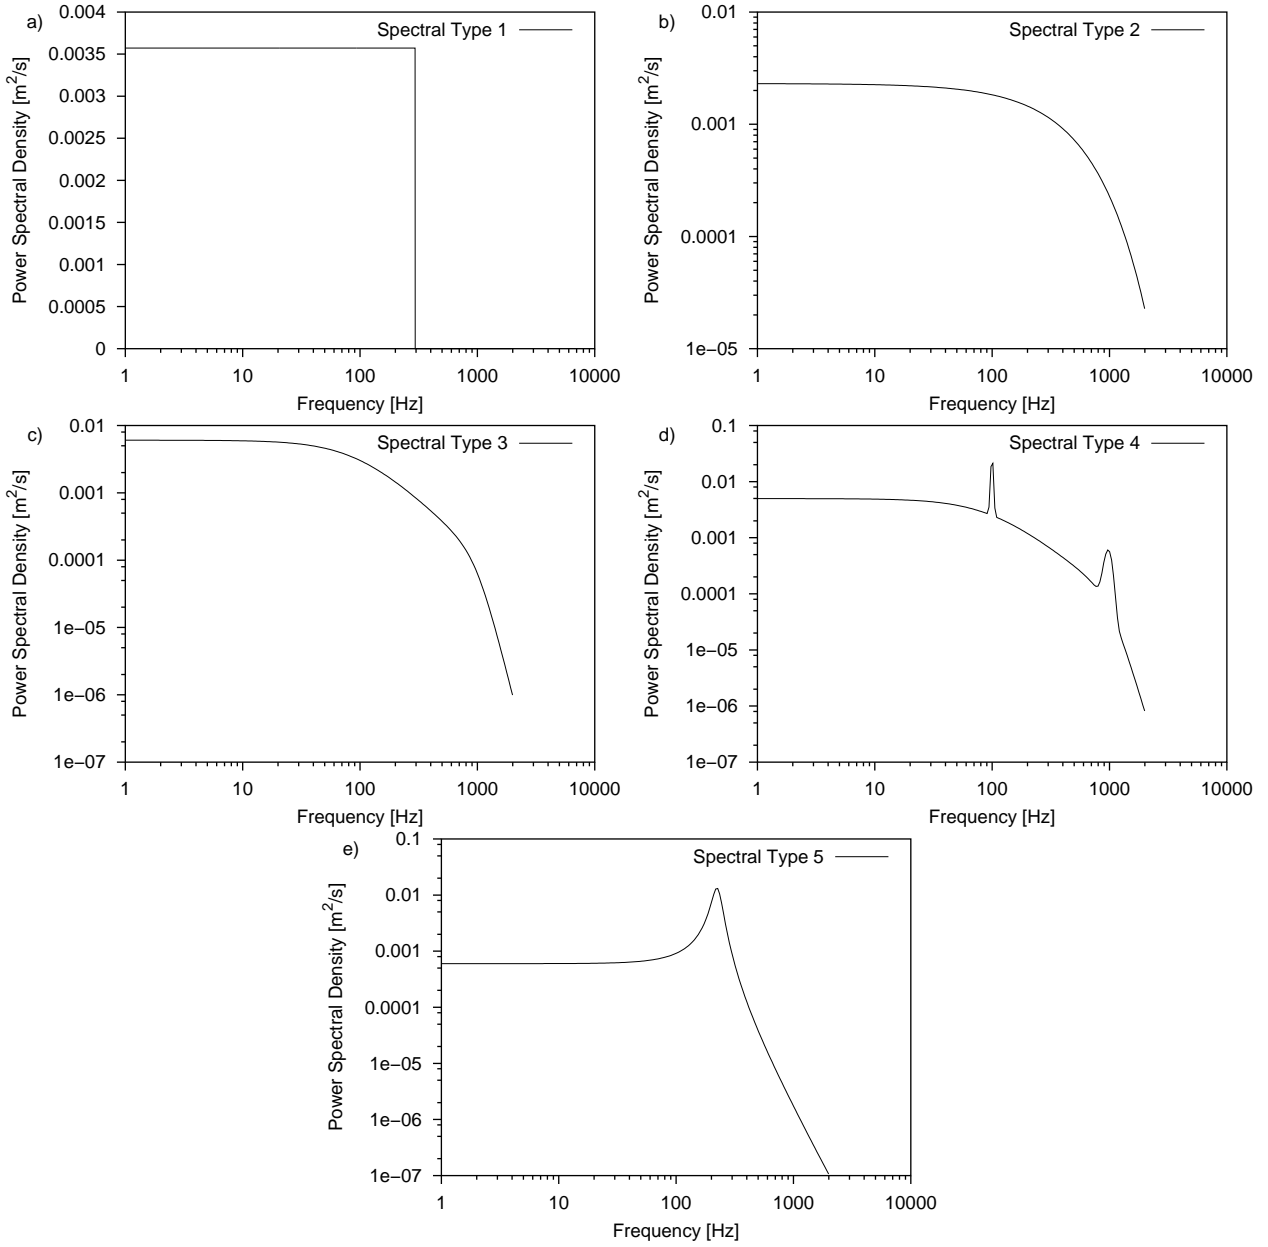 a)
Spectral Type 1
Power Spectral Density [m²/s]
0.004
0.0035
0.003
0.0025
0.002
0.0015
0.001
0.0005
0
1 10 100 1000 10000
Frequency [Hz]
b)
Spectral Type 2
Power Spectral Density [m²/s]
0.01
0.001
0.0001
1e−05
1 10 100 1000 10000
Frequency [Hz]
c)
Spectral Type 3
Power Spectral Density [m²/s]
0.01
0.001
0.0001
1e−05
1e−06
1e−07
1 10 100 1000 10000
Frequency [Hz]
d)
Spectral Type 4
Power Spectral Density [m²/s]
0.1
0.01
0.001
0.0001
1e−05
1e−06
1e−07
1 10 100 1000 10000
Frequency [Hz]
e)
Spectral Type 5
Power Spectral Density [m²/s]
0.1
0.01
0.001
0.0001
1e−05
1e−06
1e−07
1 10 100 1000 10000
Frequency [Hz]